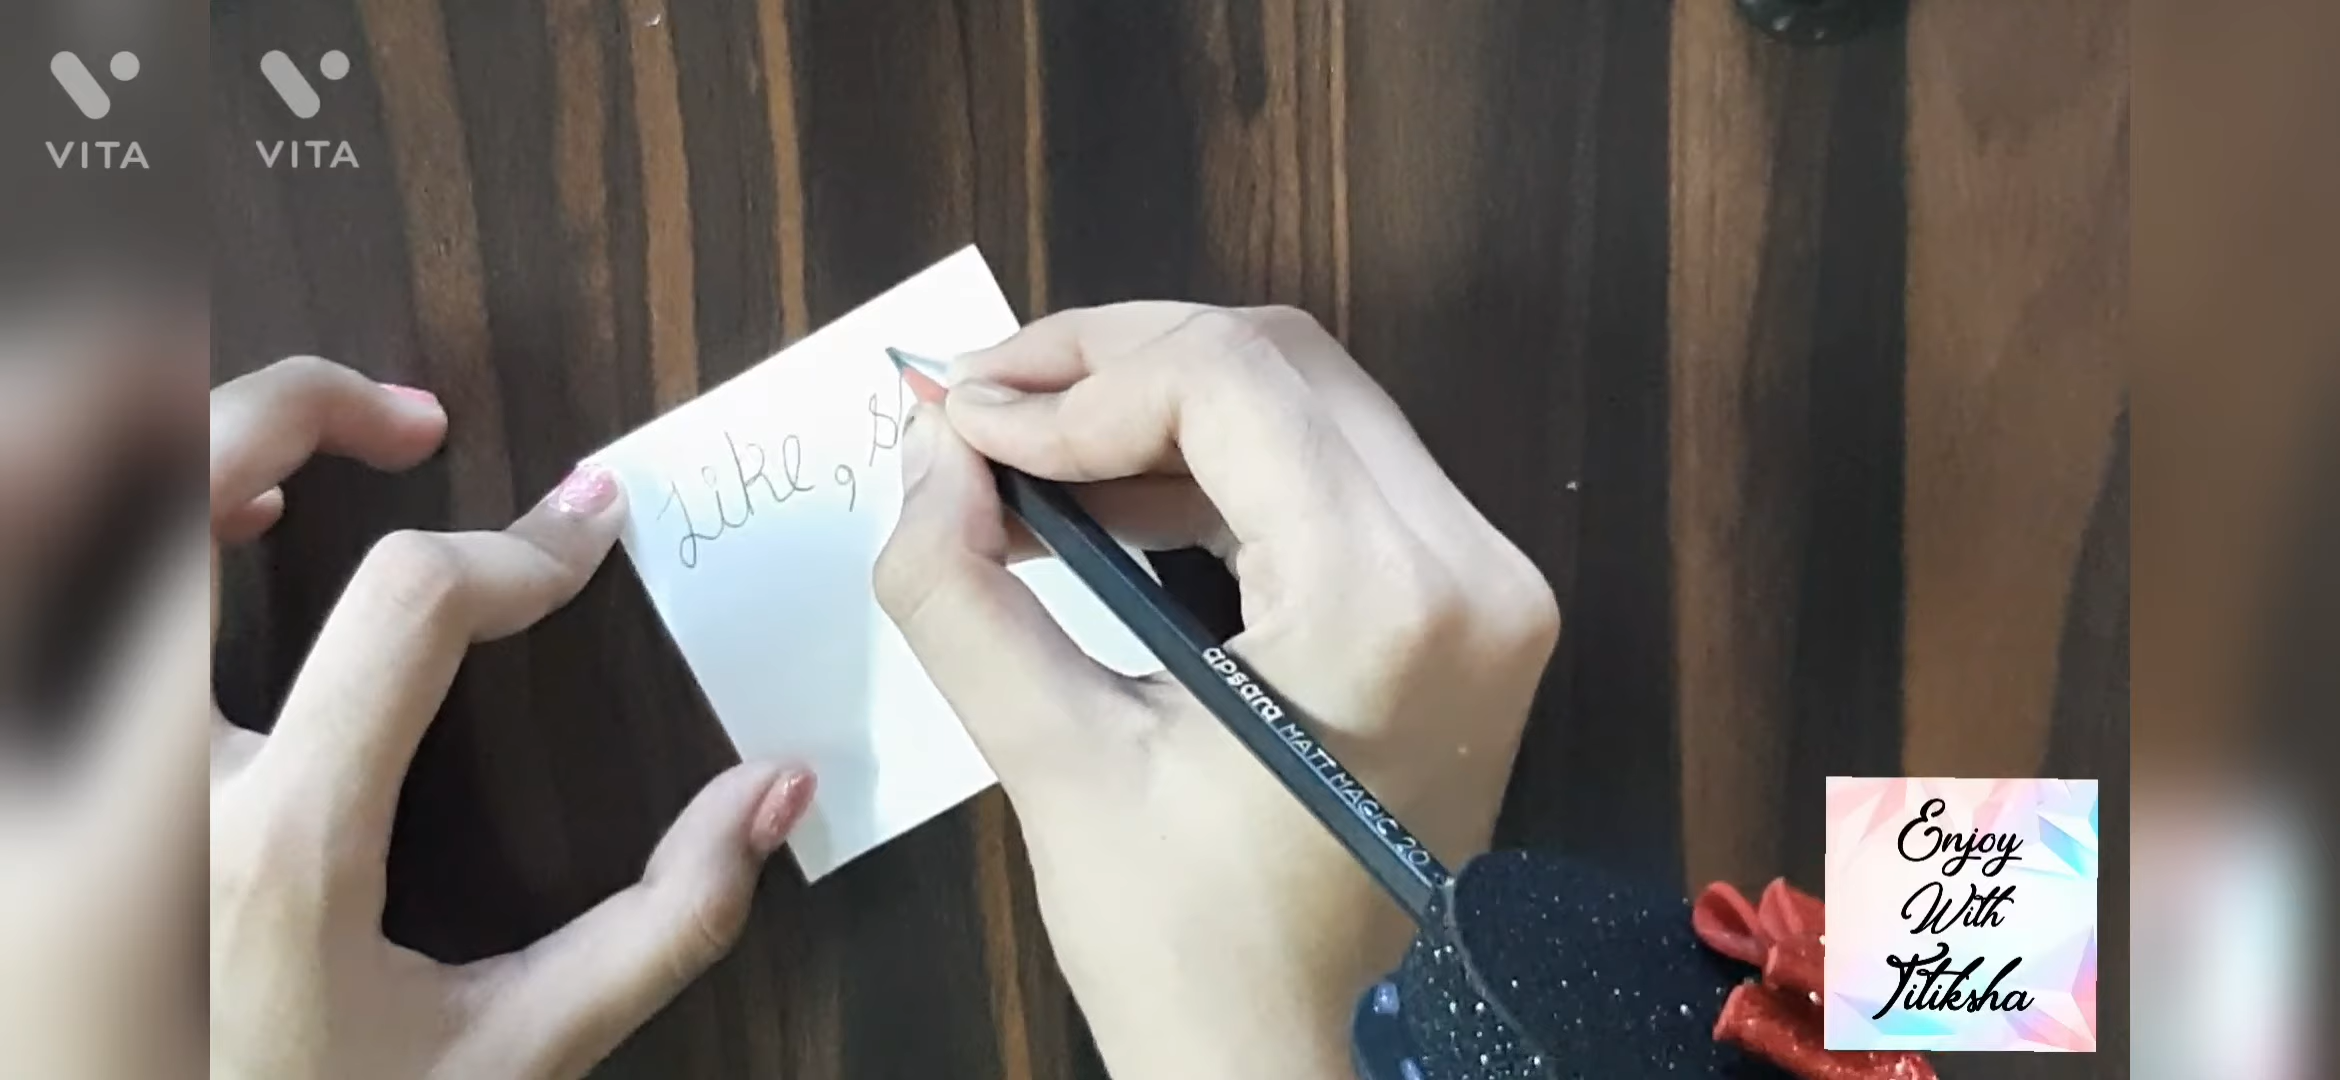 VITA
VITA
Like, s
apsara MATT MAGIC 20
Enjoy
With
Titiksha